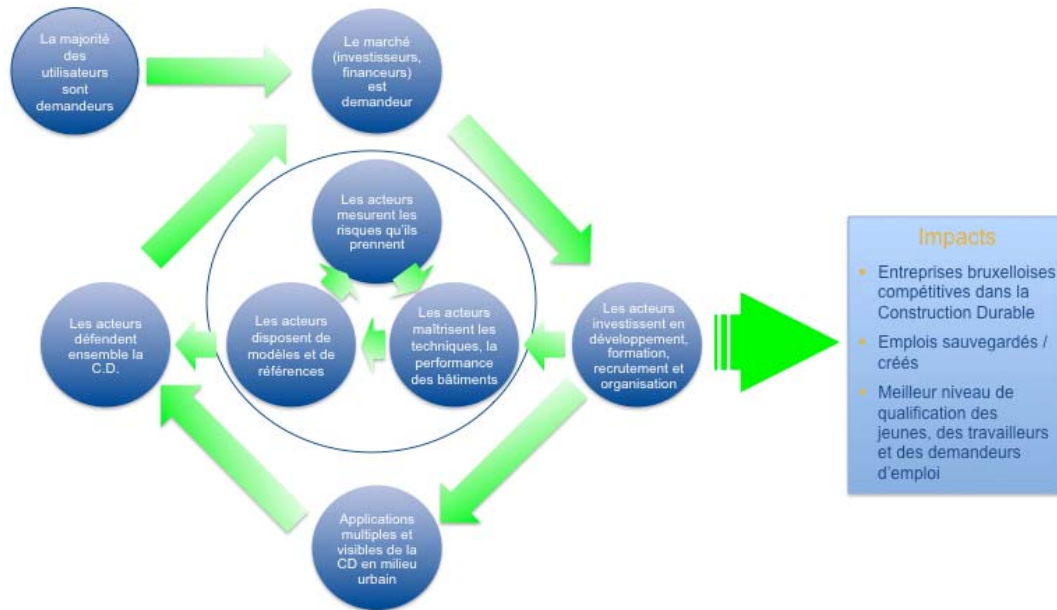 La majorité
des
utilisateurs
sont
demandeurs
Le marché
(investisseurs,
financeurs)
est
demandeur
Les acteurs
mesurent les
risques qu'ils
prennent
Les acteurs
défendent
ensemble la
C.D.
Les acteurs
disposent de
modèles et de
références
Les acteurs
maîtrisent les
techniques, la
performance
des bâtiments
Les acteurs
investissent en
développement,
formation,
recrutement et
organisation
Applications
multiples et
visibles de la
CD en milieu
urbain
Impacts
• Entreprises bruxelloises
compétitives dans la
Construction Durable
• Emplois sauvegardés /
créés
• Meilleur niveau de
qualification des
jeunes, des travailleurs
et des demandeurs
d'emploi